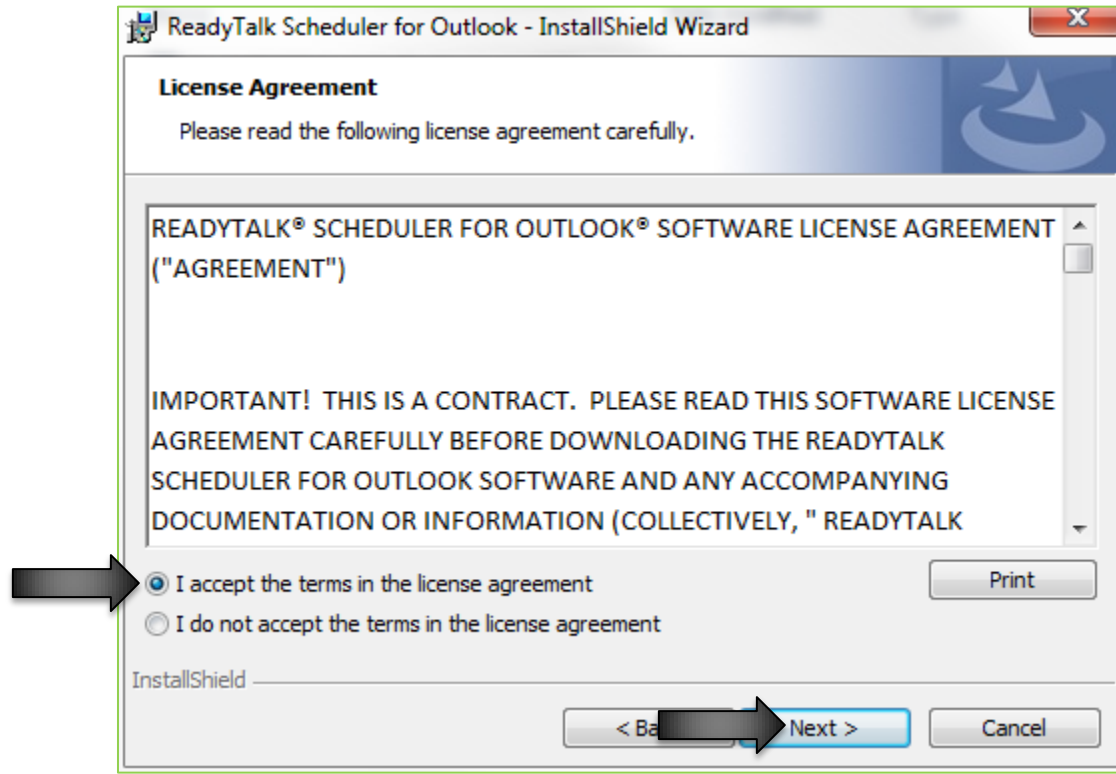 ReadyTalk Scheduler for Outlook - InstallShield Wizard
License Agreement
Please read the following license agreement carefully.
READYTALK® SCHEDULER FOR OUTLOOK® SOFTWARE LICENSE AGREEMENT
("AGREEMENT")
IMPORTANT!  THIS IS A CONTRACT.  PLEASE READ THIS SOFTWARE LICENSE
AGREEMENT CAREFULLY BEFORE DOWNLOADING THE READYTALK
SCHEDULER FOR OUTLOOK SOFTWARE AND ANY ACCOMPANYING
DOCUMENTATION OR INFORMATION (COLLECTIVELY, " READYTALK
I accept the terms in the license agreement
Print
I do not accept the terms in the license agreement
InstallShield
< Ba
Next >
Cancel